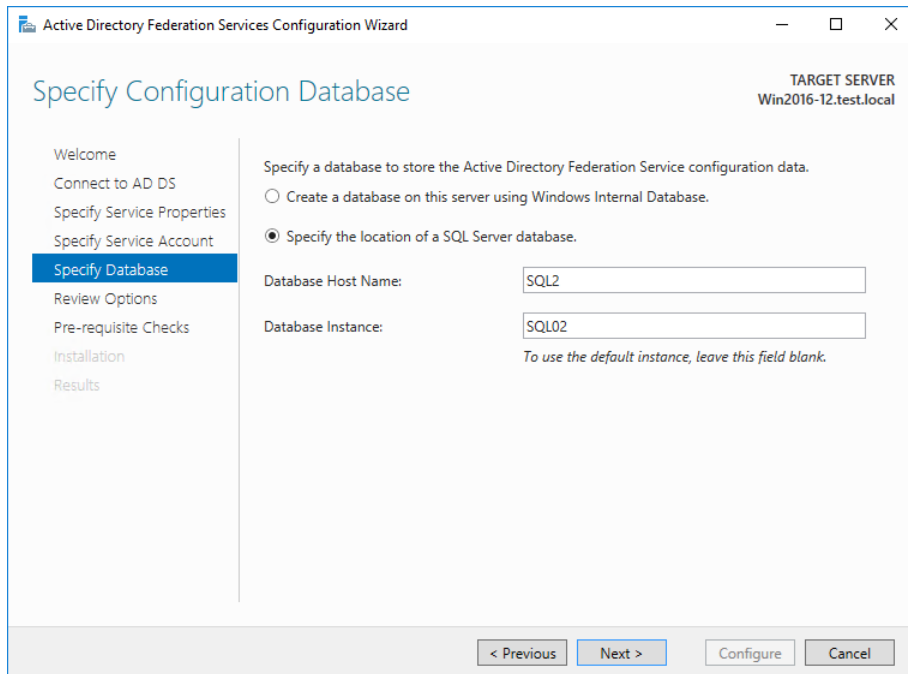 Active Directory Federation Services Configuration Wizard
Specify Configuration Database
TARGET SERVER
Win2016-12.test.local
Welcome
Connect to AD DS
Specify Service Properties
Specify Service Account
Specify Database
Review Options
Pre-requisite Checks
Installation
Results
Specify a database to store the Active Directory Federation Service configuration data.
Create a database on this server using Windows Internal Database.
Specify the location of a SQL Server database.
Database Host Name:
SQL2
Database Instance:
SQL02
To use the default instance, leave this field blank.
< Previous
Next >
Configure
Cancel